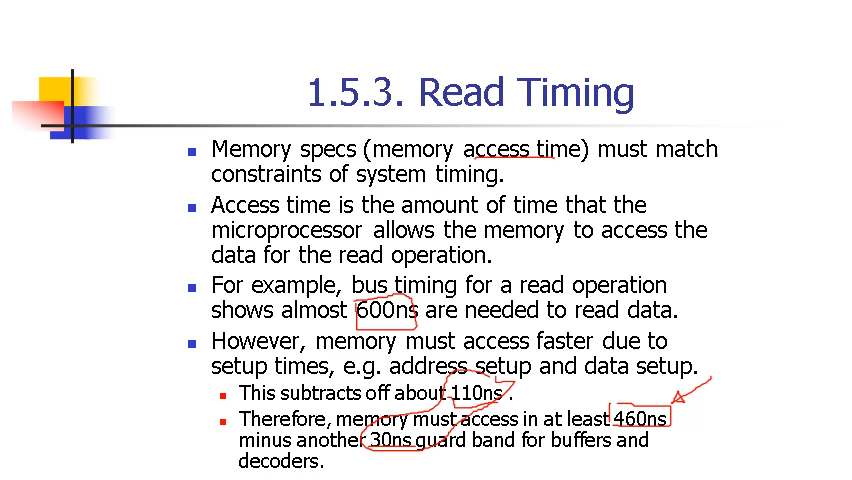 1.5.3. Read Timing
Memory specs (memory access time) must match
constraints of system timing.
Access time is the amount of time that the
microprocessor allows the memory to access the
data for the read operation.
For example, bus timing for a read operation
shows almost 600ns are needed to read data.
However, memory must access faster due to
setup times, e.g. address setup and data setup.
This subtracts off about 110ns .
Therefore, memory must access in at least 460ns
minus another 30ns guard band for buffers and
decoders.